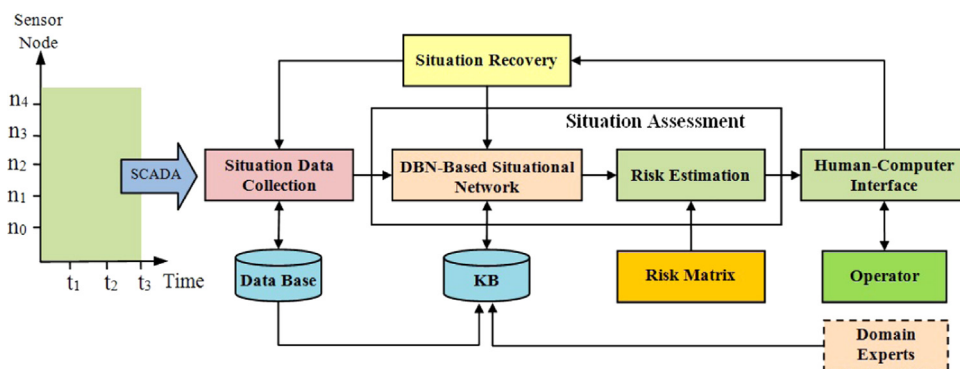 Sensor
Node
n4
n3
n2
n1
n0
t1
t2
t3
Time
SCADA
Situation Recovery
Situation Assessment
Situation Data
Collection
DBN-Based Situational
Network
Risk Estimation
Human-Computer
Interface
Data Base
KB
Risk Matrix
Operator
Domain
Experts